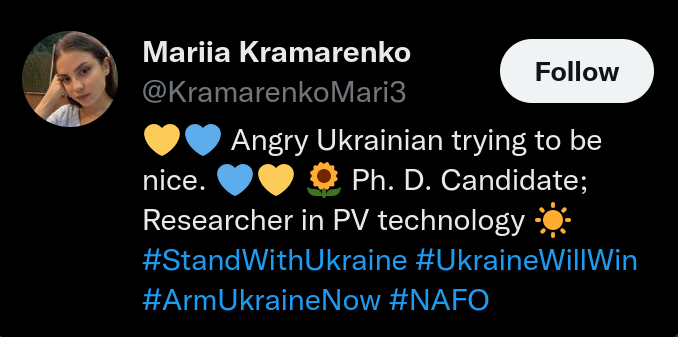 Mariia Kramarenko
@KramarenkoMari3
Follow
💛💙 Angry Ukrainian trying to be
nice. 💙💛 🌻 Ph. D. Candidate;
Researcher in PV technology ☀️
#StandWithUkraine #UkraineWillWin
#ArmUkraineNow #NAFO